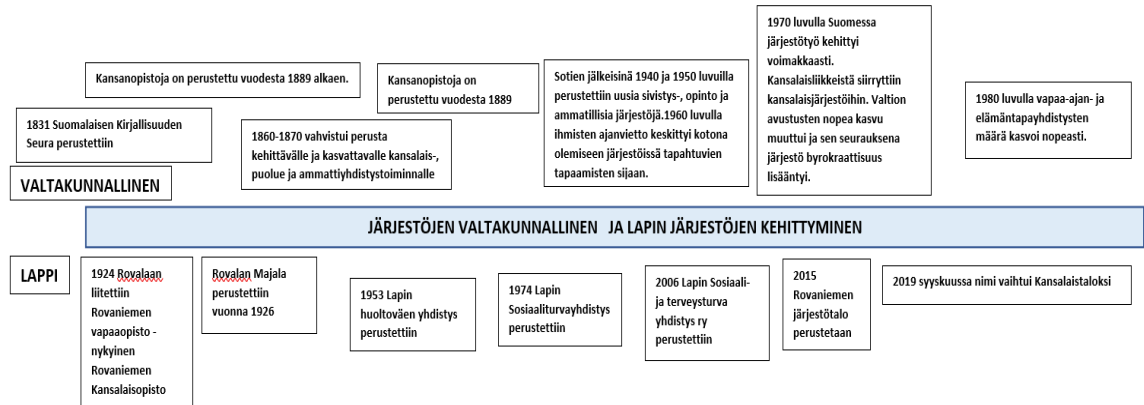 Kansanopistoja on perustettu vuodesta 1889 alkaen.
1831 Suomalaisen Kirjallisuuden
Seura perustettiin
1860-1870 vahvistui perusta
kehittävälle ja kasvattavalle kansalais-,
puolue ja ammattiyhdistystoiminnalle
Kansanopistoja on
perustettu vuodesta 1889
Sotien jälkeisinä 1940 ja 1950 luvuilla
perustettiin uusia sivistys-, opinto ja
ammatillisia järjestöjä.1960 luvulla
ihmisten ajanvietto keskittyi kotona
olemiseen järjestöissä tapahtuvien
tapaamisten sijaan.
1970 luvulla Suomessa
järjestötyö kehittyi
voimakkaasti.
Kansalaisliikkeistä siirryttiin
kansalaisjärjestöihin. Valtion
avustusten nopea kasvu
muuttui ja sen seurauksena
järjestö byrokraattisuus
lisääntyi.
1980 luvulla vapaa-ajan- ja
elämäntapayhdistysten
määrä kasvoi nopeasti.
VALTAKUNNALLINEN
JÄRJESTÖJEN VALTAKUNNALLINEN JA LAPIN JÄRJESTÖJEN KEHITTYMINEN
LAPPI
1924 Rovalaan
liitettiin
Rovaniemen
vapaaopisto -
nykyinen
Rovaniemen
Kansalaisopisto
Rovalan Majala
perustettiin
vuonna 1926
1953 Lapin
huoltoväen yhdistys
perustettiin
1974 Lapin
Sosiaaliturvayhdistys
perustettiin
2006 Lapin Sosiaali-
ja terveysturva
yhdistys ry
perustettiin
2015
Rovaniemen
järjestötalo
perustetaan
2019 syyskuussa nimi vaihtui Kansalaistaloksi